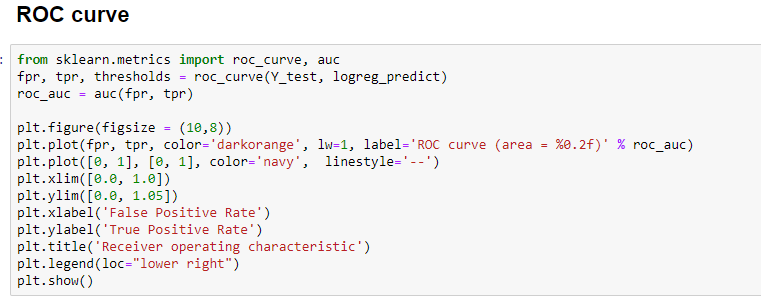 ROC curve
:
from sklearn.metrics import roc_curve, auc
fpr, tpr, thresholds = roc_curve(Y_test, logreg_predict)
roc_auc = auc(fpr, tpr)
plt.figure(figsize = (10,8))
plt.plot(fpr, tpr, color='darkorange', lw=1, label='ROC curve (area = %0.2f)' % roc_auc)
plt.plot([0, 1], [0, 1], color='navy',  linestyle='--')
plt.xlim([0.0, 1.0])
plt.ylim([0.0, 1.05])
plt.xlabel('False Positive Rate')
plt.ylabel('True Positive Rate')
plt.title('Receiver operating characteristic')
plt.legend(loc="lower right")
plt.show()